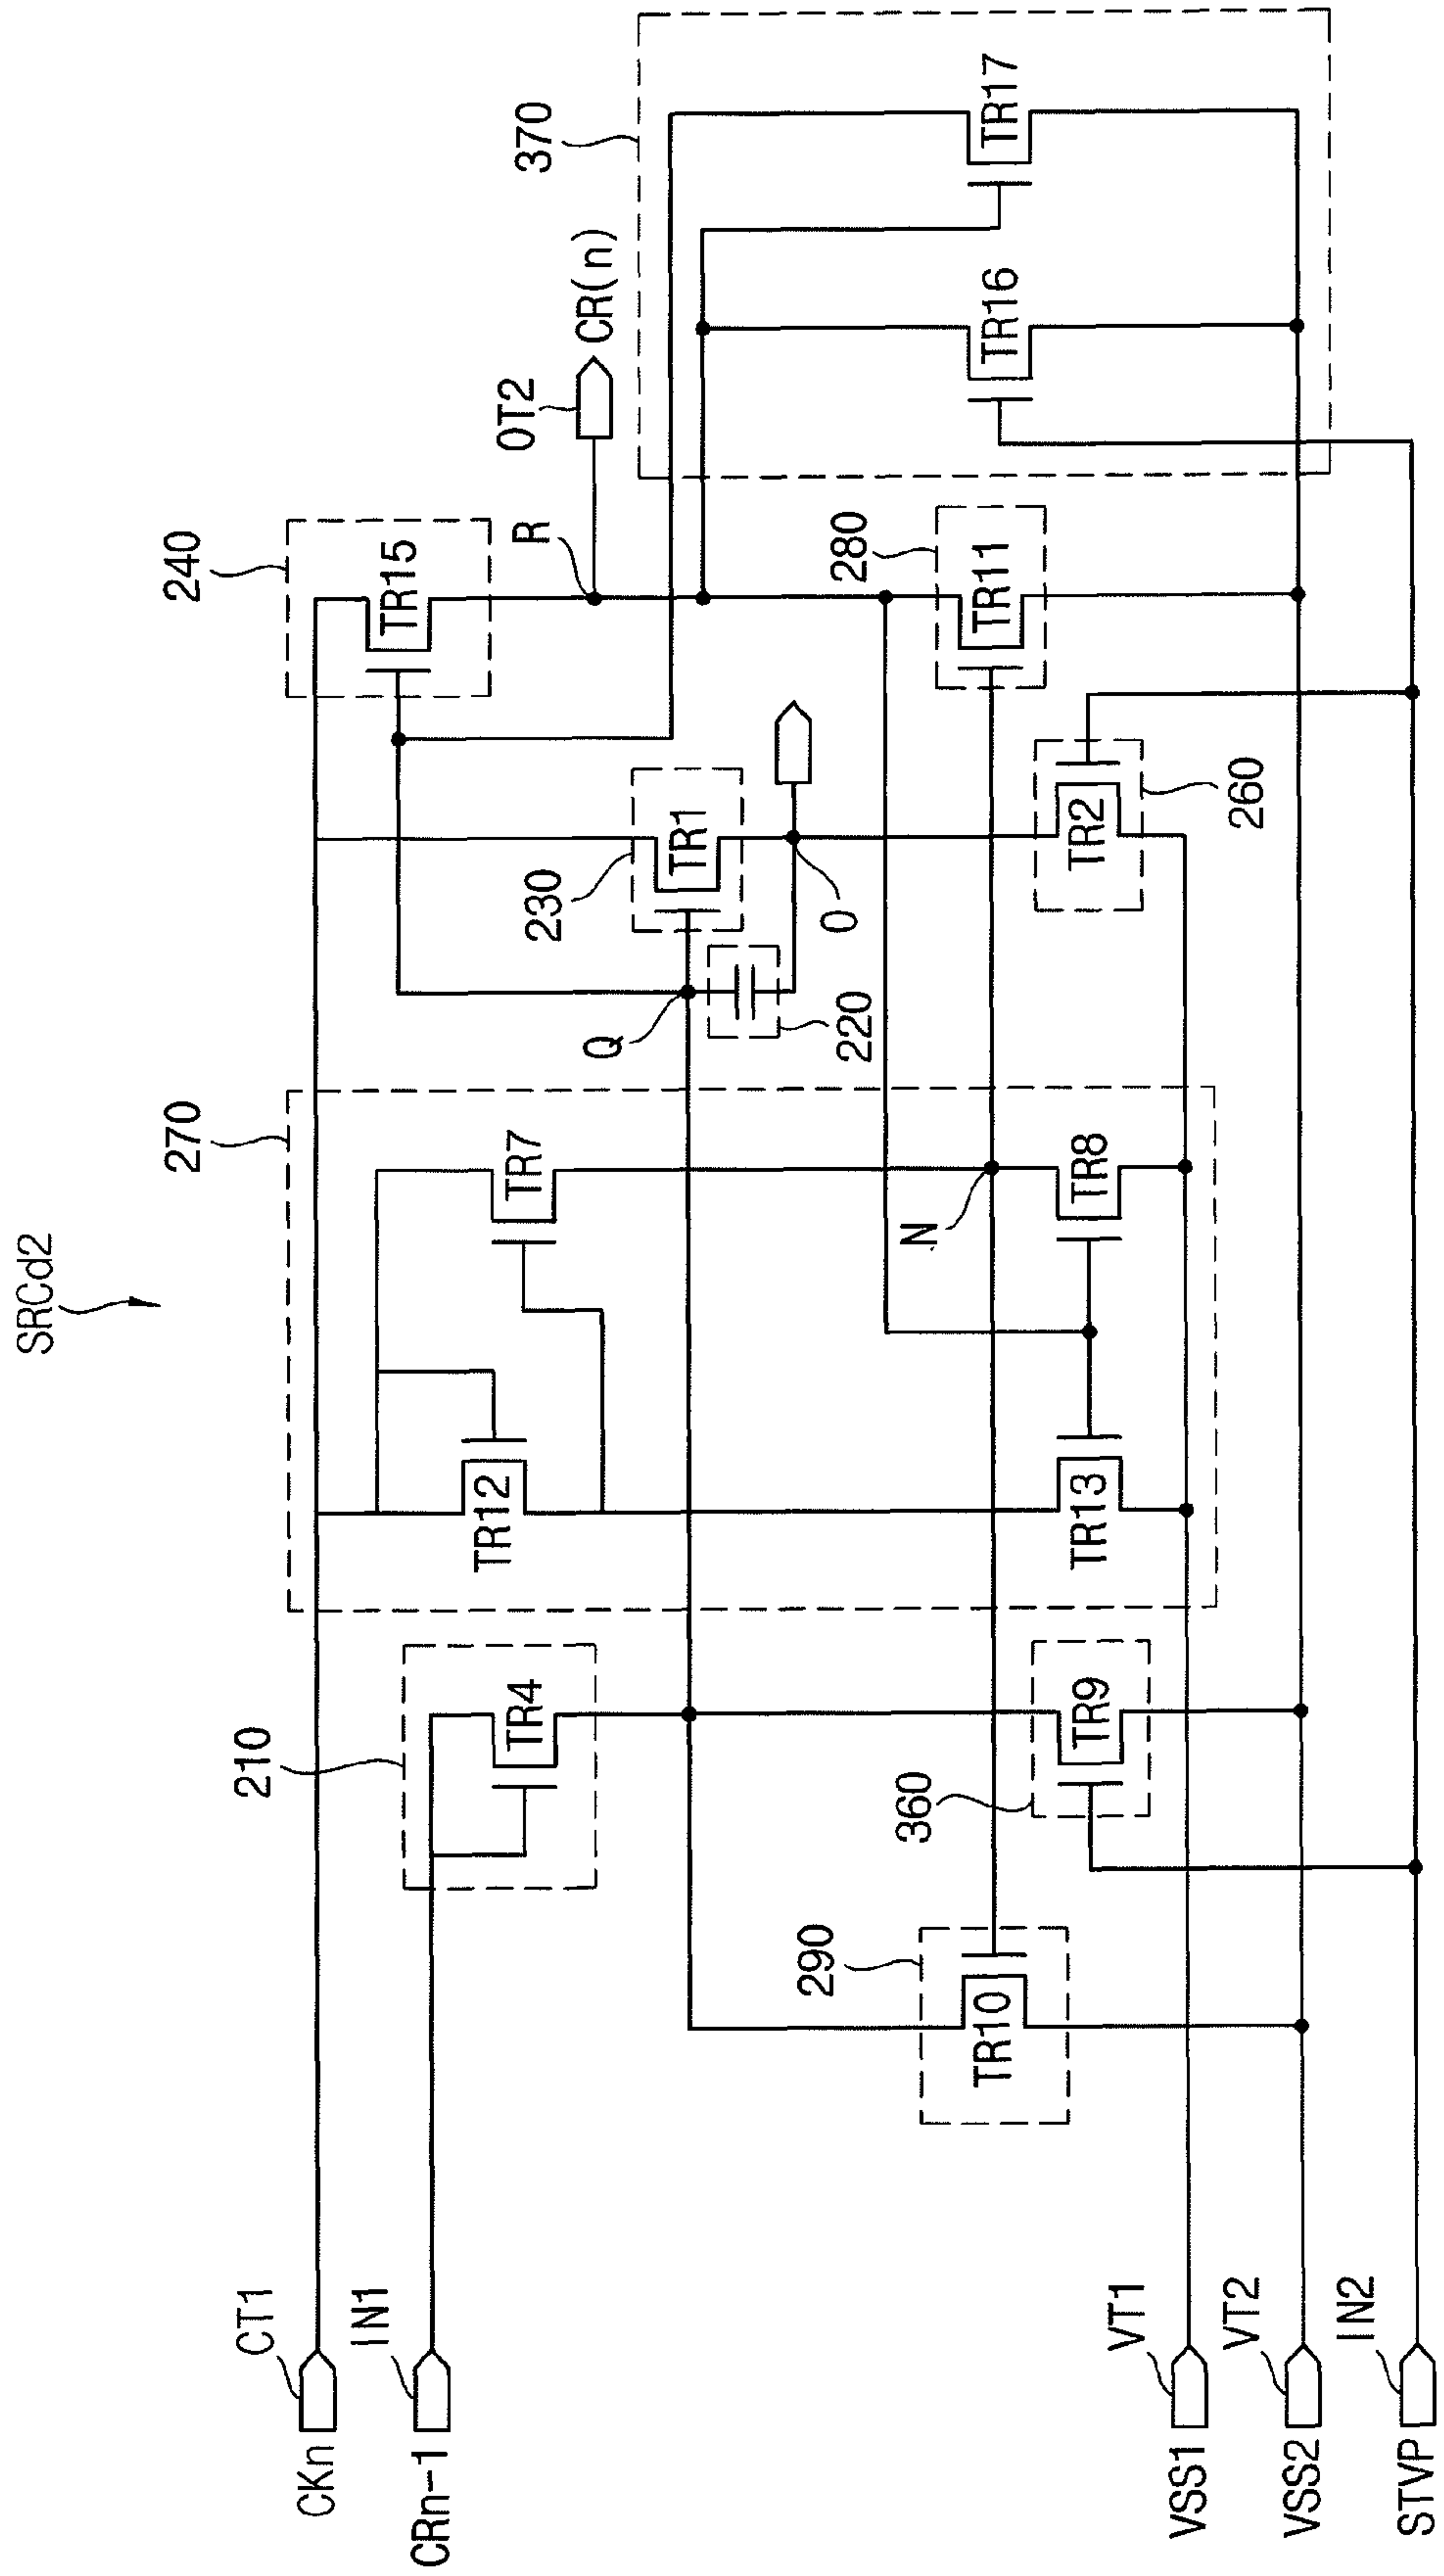 SRCd2
270
240
370
CT1
CKn
IN1
CRn-1
210
TR4
TR12
TR7
TR15
230
TR1
R
OT2
CR(n)
Q
220
O
290
TR10
360
TR9
TR13
N
TR8
280
TR11
TR16
TR17
TR2
260
VT1
VSS1
VT2
VSS2
IN2
STVP